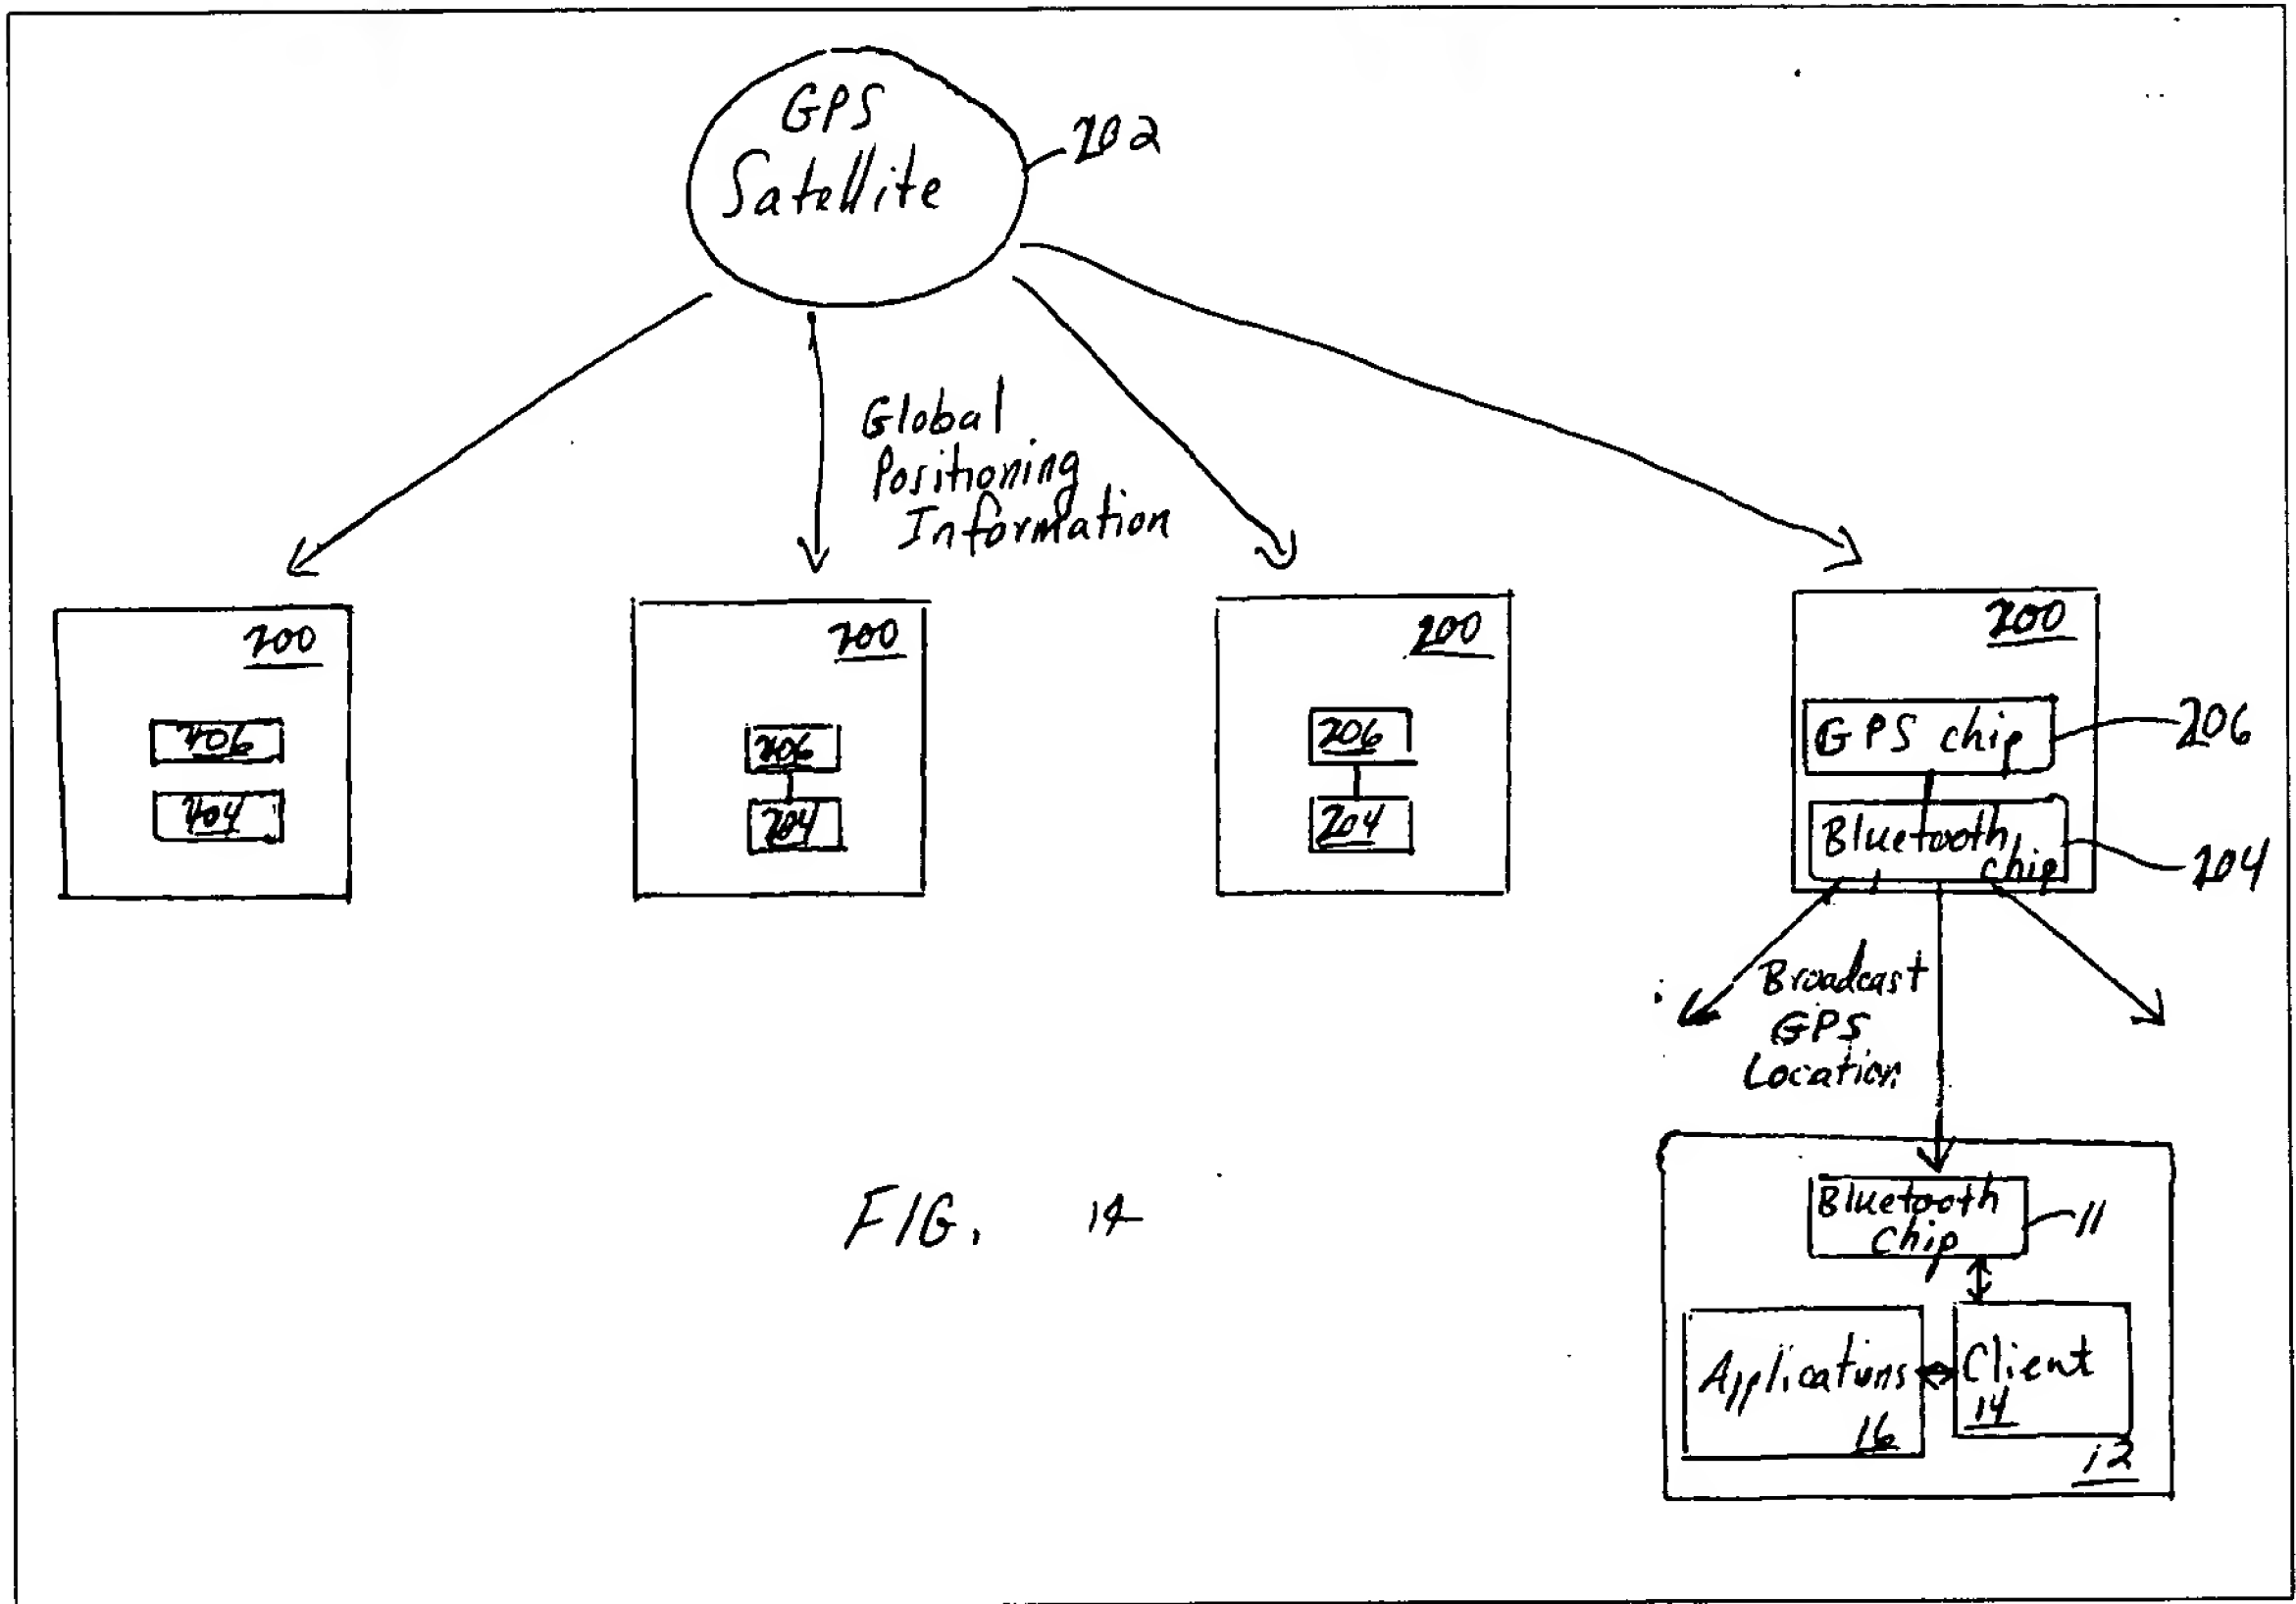 GPS
Satellite
202
Global
Positioning
Information
200
206
204
200
206
204
200
206
204
200
GPS chip
206
Bluetooth
chip
204
Broadcast
GPS
Location
Bluetooth
Chip
11
Applications
16
Client
14
12
FIG. 14